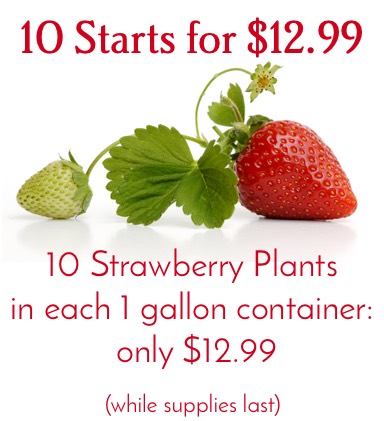 10 Starts for $12.99
10 Strawberry Plants
in each 1 gallon container:
only $12.99
(while supplies last)